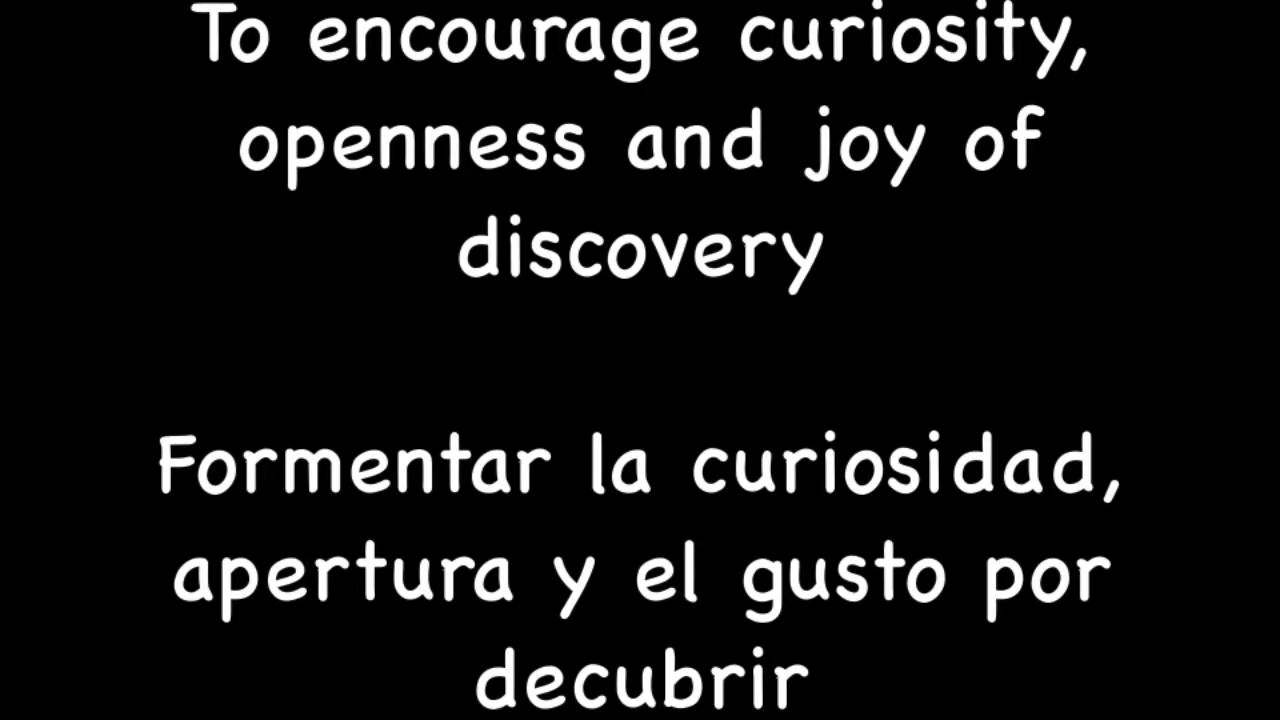 To encourage curiosity,
openness and joy of
discovery
Formentar la curiosidad,
apertura y el gusto por
decubrir